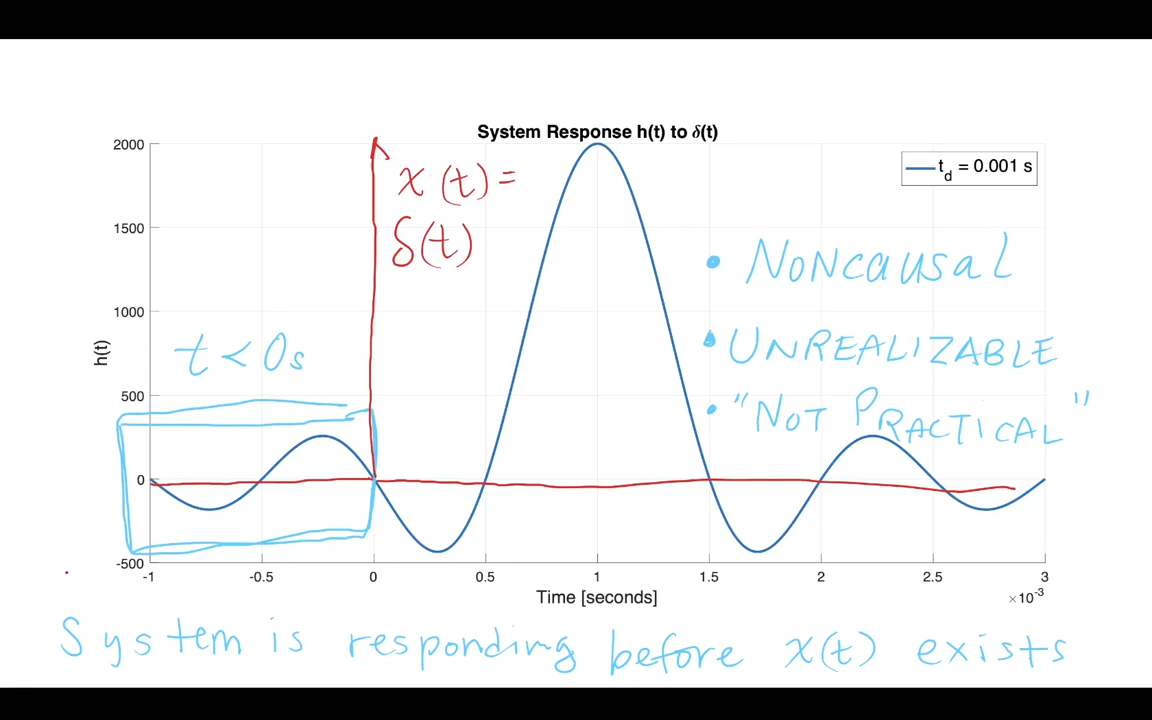 System Response h(t) to δ(t)
t_d = 0.001 s
x(t) =
δ(t)
• NONCAUSAL
• UNREALIZABLE
• "NOT PRACTICAL"
t < 0s
h(t)
2000
1500
1000
500
0
-500
-1 -0.5 0 0.5 1 1.5 2 2.5 3
Time [seconds]
×10^-3
System is responding before x(t) exists